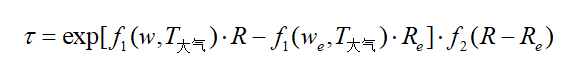 τ = exp[f₁(w,T大气)·R − f₁(wₑ,T大气)·Rₑ]·f₂(R − Rₑ)